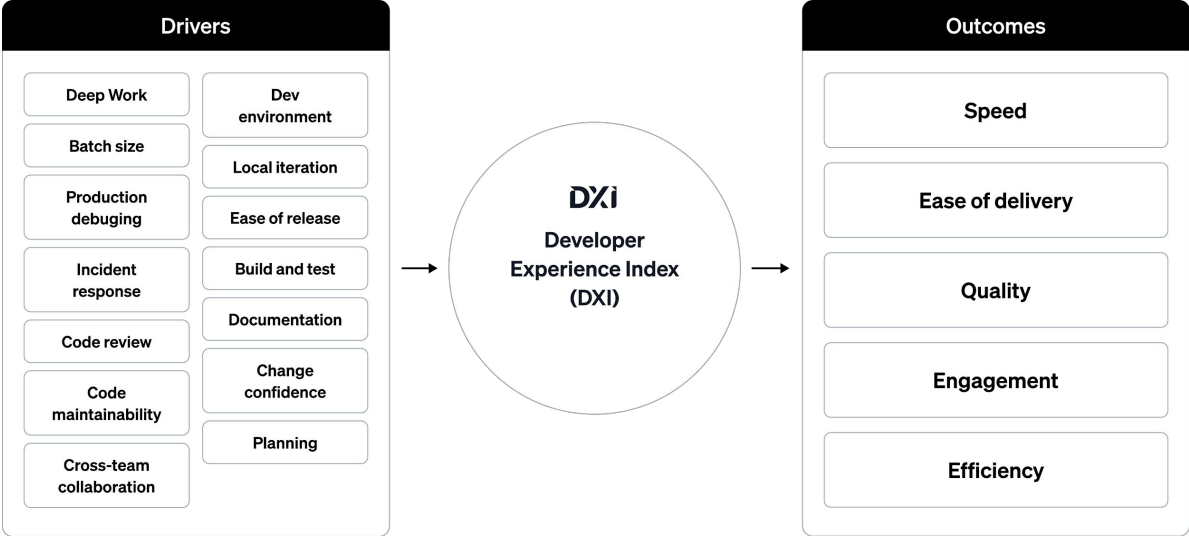 Drivers
Deep Work
Batch size
Production
debuging
Incident
response
Code review
Code
maintainability
Cross-team
collaboration
Dev
environment
Local iteration
Ease of release
Build and test
Documentation
Change
confidence
Planning
DXi
Developer
Experience Index
(DXI)
Outcomes
Speed
Ease of delivery
Quality
Engagement
Efficiency